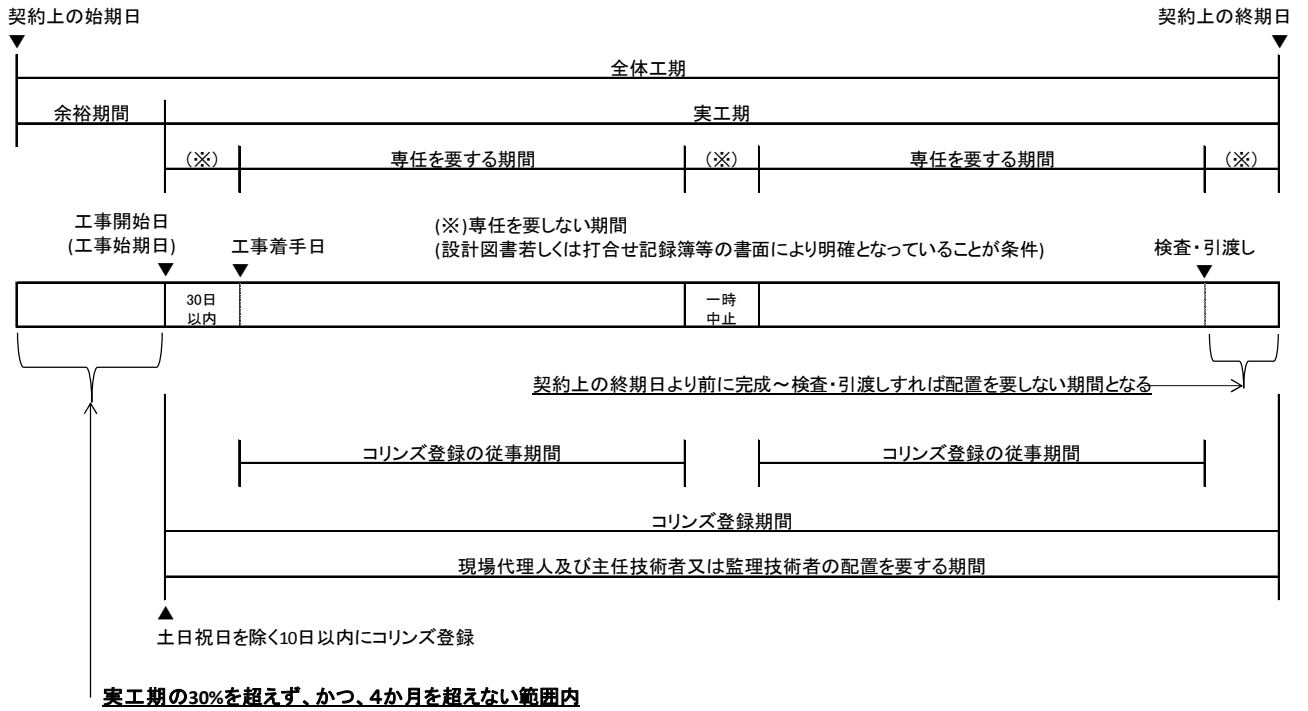 契約上の始期日
契約上の終期日
▼
▼
全体工期
余裕期間
実工期
(※)
専任を要する期間
(※)
専任を要する期間
(※)
工事開始日
(工事始期日)
▼
工事着手日
▼
(※)専任を要しない期間
(設計図書若しくは打合せ記録簿等の書面により明確となっていることが条件)
検査・引渡し
▼
30日
以内
一時
中止
契約上の終期日より前に完成～検査・引渡しすれば配置を要しない期間となる
コリンズ登録の従事期間
コリンズ登録の従事期間
コリンズ登録期間
現場代理人及び主任技術者又は監理技術者の配置を要する期間
▲
土日祝日を除く10日以内にコリンズ登録
実工期の30%を超えず、かつ、４か月を超えない範囲内